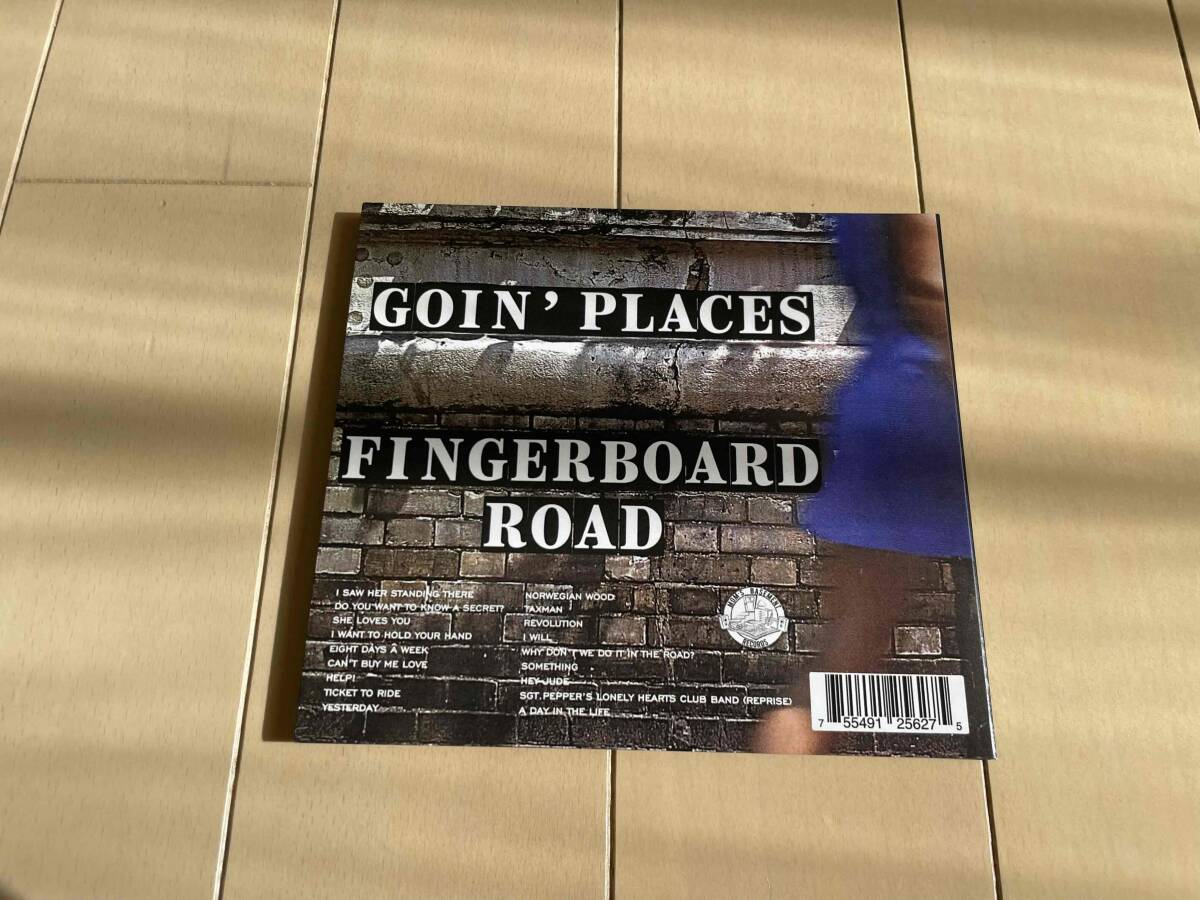 GOIN' PLACES
FINGERBOARD
ROAD
I SAW HER STANDING THERE
DO YOU WANT TO KNOW A SECRET?
SHE LOVES YOU
I WANT TO HOLD YOUR HAND
EIGHT DAYS A WEEK
CAN'T BUY ME LOVE
HELP!
TICKET TO RIDE
YESTERDAY
NORWEGIAN WOOD
TAXMAN
REVOLUTION
I WILL
WHY DON'T WE DO IT IN THE ROAD?
SOMETHING
HEY JUDE
SGT. PEPPER'S LONELY HEARTS CLUB BAND (REPRISE)
A DAY IN THE LIFE
BASEMENT
RECORDS
7 55491 25627 5